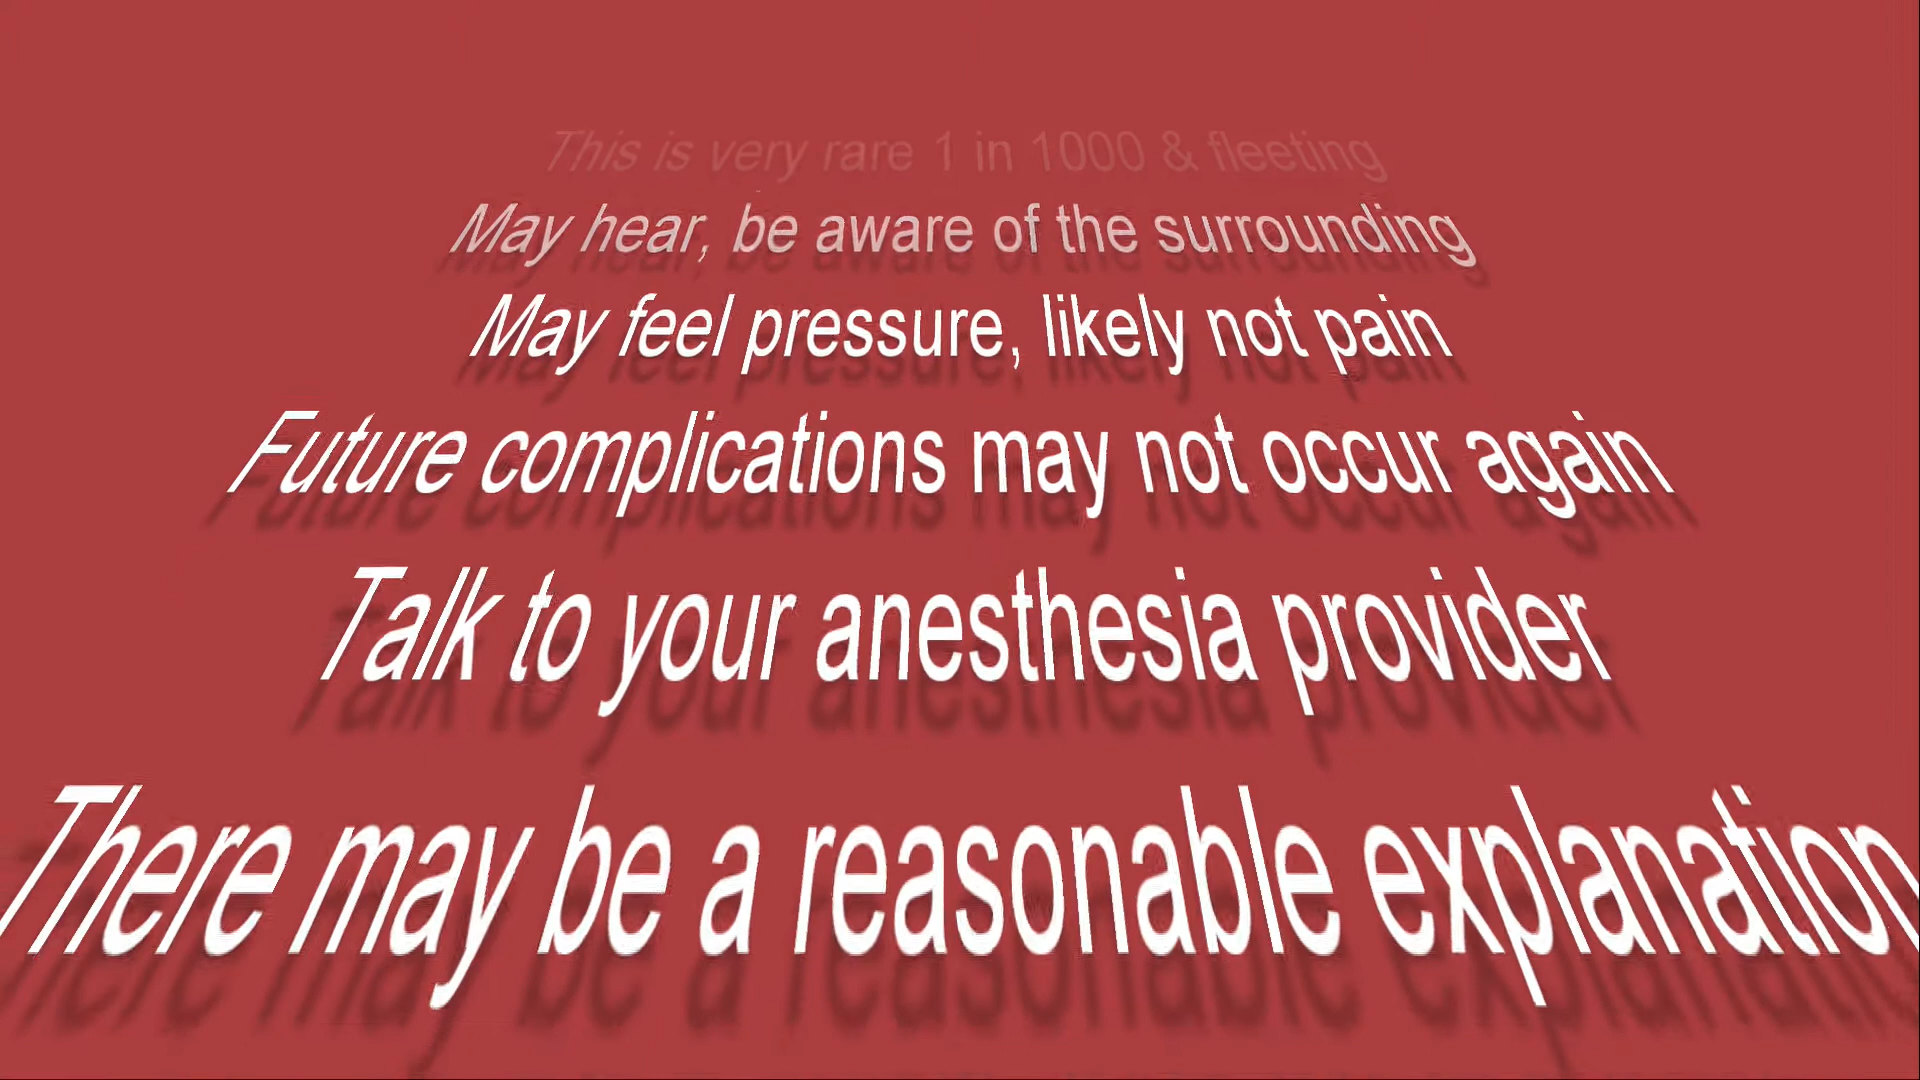 This is very rare 1 in 1000 & fleeting
May hear, be aware of the surrounding
May feel pressure, likely not pain
Future complications may not occur again
Talk to your anesthesia provider
There may be a reasonable explanation